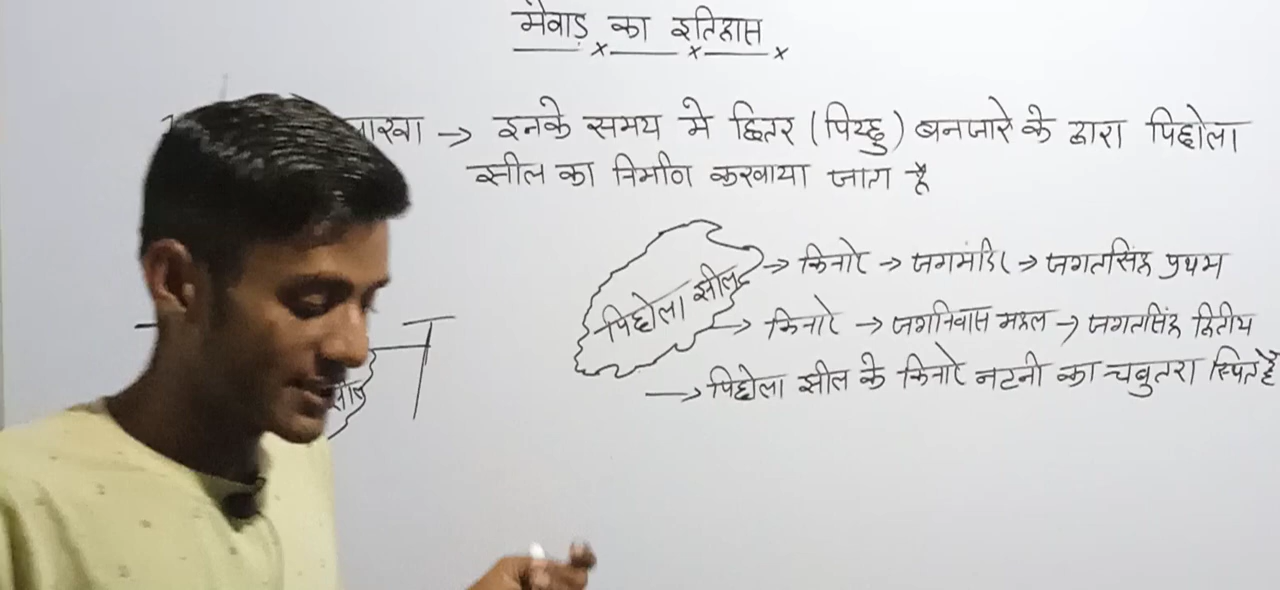 मेवाड़ का इतिहास
लाखा → इनके समय मे छितर (पिच्छु) बनजारे के द्वारा पिछोला
झील का निर्माण करवाया जाता है
पिछोला झील → किनारे → जगमंदिर → जगतसिंह प्रथम
→ किनारे → जगनिवास महल → जगतसिंह द्वितीय
→ पिछोला झील के किनारे नटनी का चबुतरा स्थित है